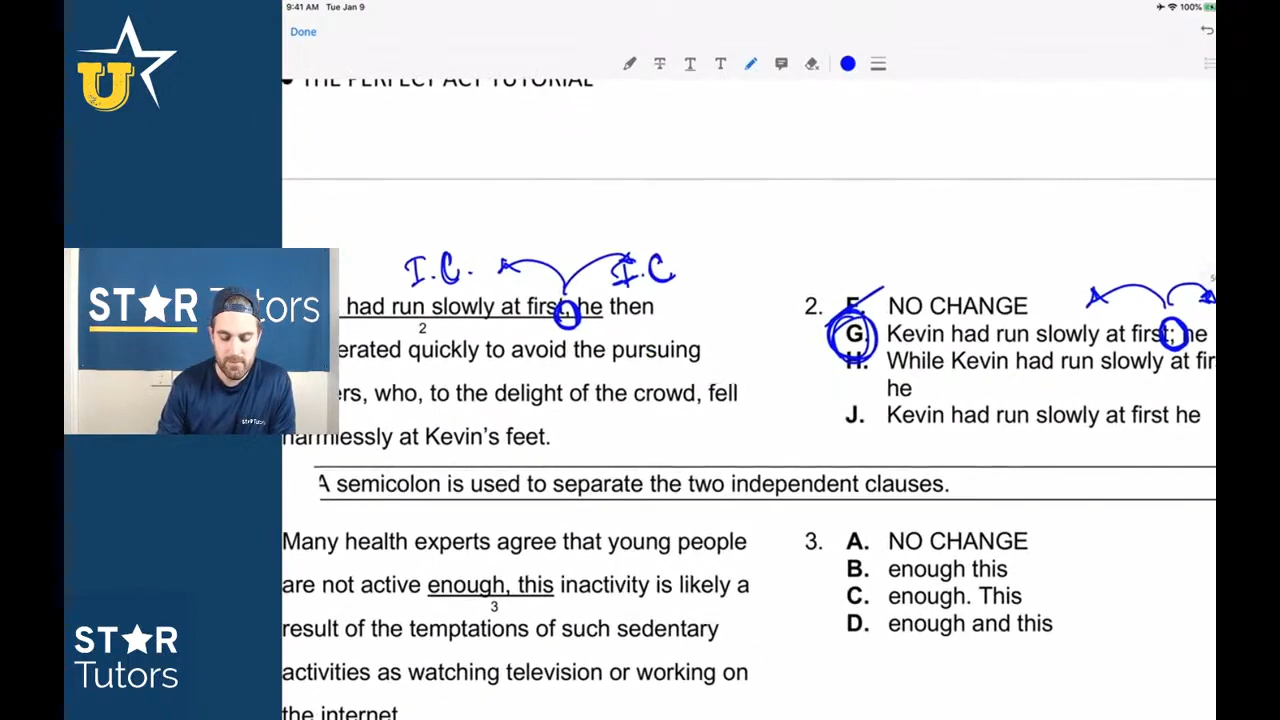 9:41 AM Tue Jan 9
100%
Done
THE PERFECT ACT TUTORIAL
U
STAR
Tutors
STAR Tutors
STAR Tutors
I.C. I.C
had run slowly at first, he then
2
erated quickly to avoid the pursuing
ers, who, to the delight of the crowd, fell
harmlessly at Kevin's feet.
2. F. NO CHANGE
G. Kevin had run slowly at first; he
H. While Kevin had run slowly at fir
he
J. Kevin had run slowly at first he
A semicolon is used to separate the two independent clauses.
Many health experts agree that young people
are not active enough, this inactivity is likely a
3
result of the temptations of such sedentary
activities as watching television or working on
the internet
3. A. NO CHANGE
B. enough this
C. enough. This
D. enough and this